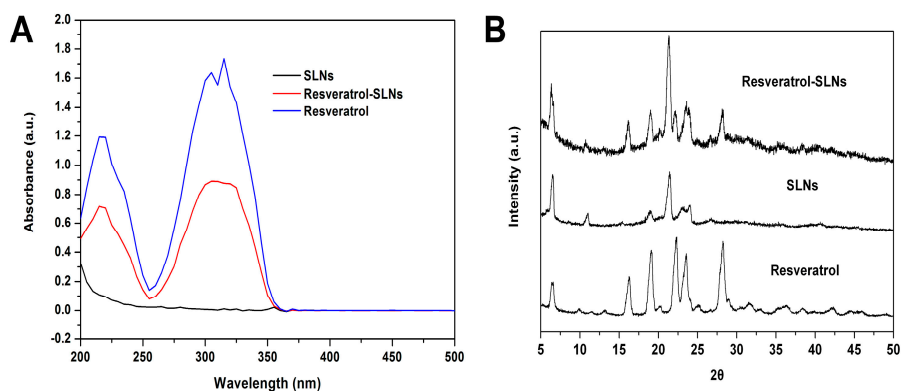 A
2.0
1.8
1.6
1.4
1.2
1.0
0.8
0.6
0.4
0.2
0.0
-0.2
Absorbance (a.u.)
SLNs
Resveratrol-SLNs
Resveratrol
200 250 300 350 400 450 500
Wavelength (nm)
B
Intensity (a.u.)
Resveratrol-SLNs
SLNs
Resveratrol
5 10 15 20 25 30 35 40 45 50
2θ